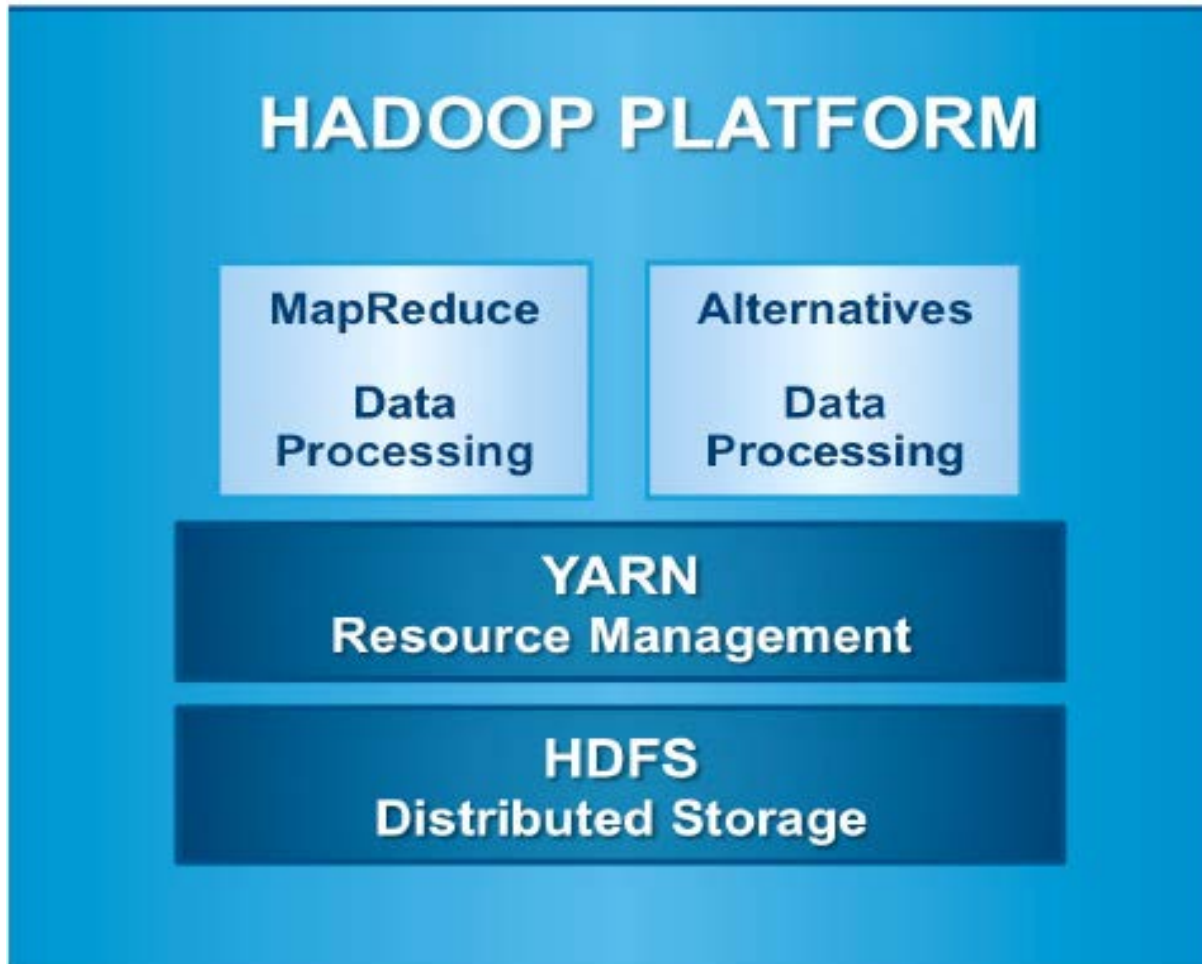 HADOOP PLATFORM
MapReduce
Data
Processing
Alternatives
Data
Processing
YARN
Resource Management
HDFS
Distributed Storage